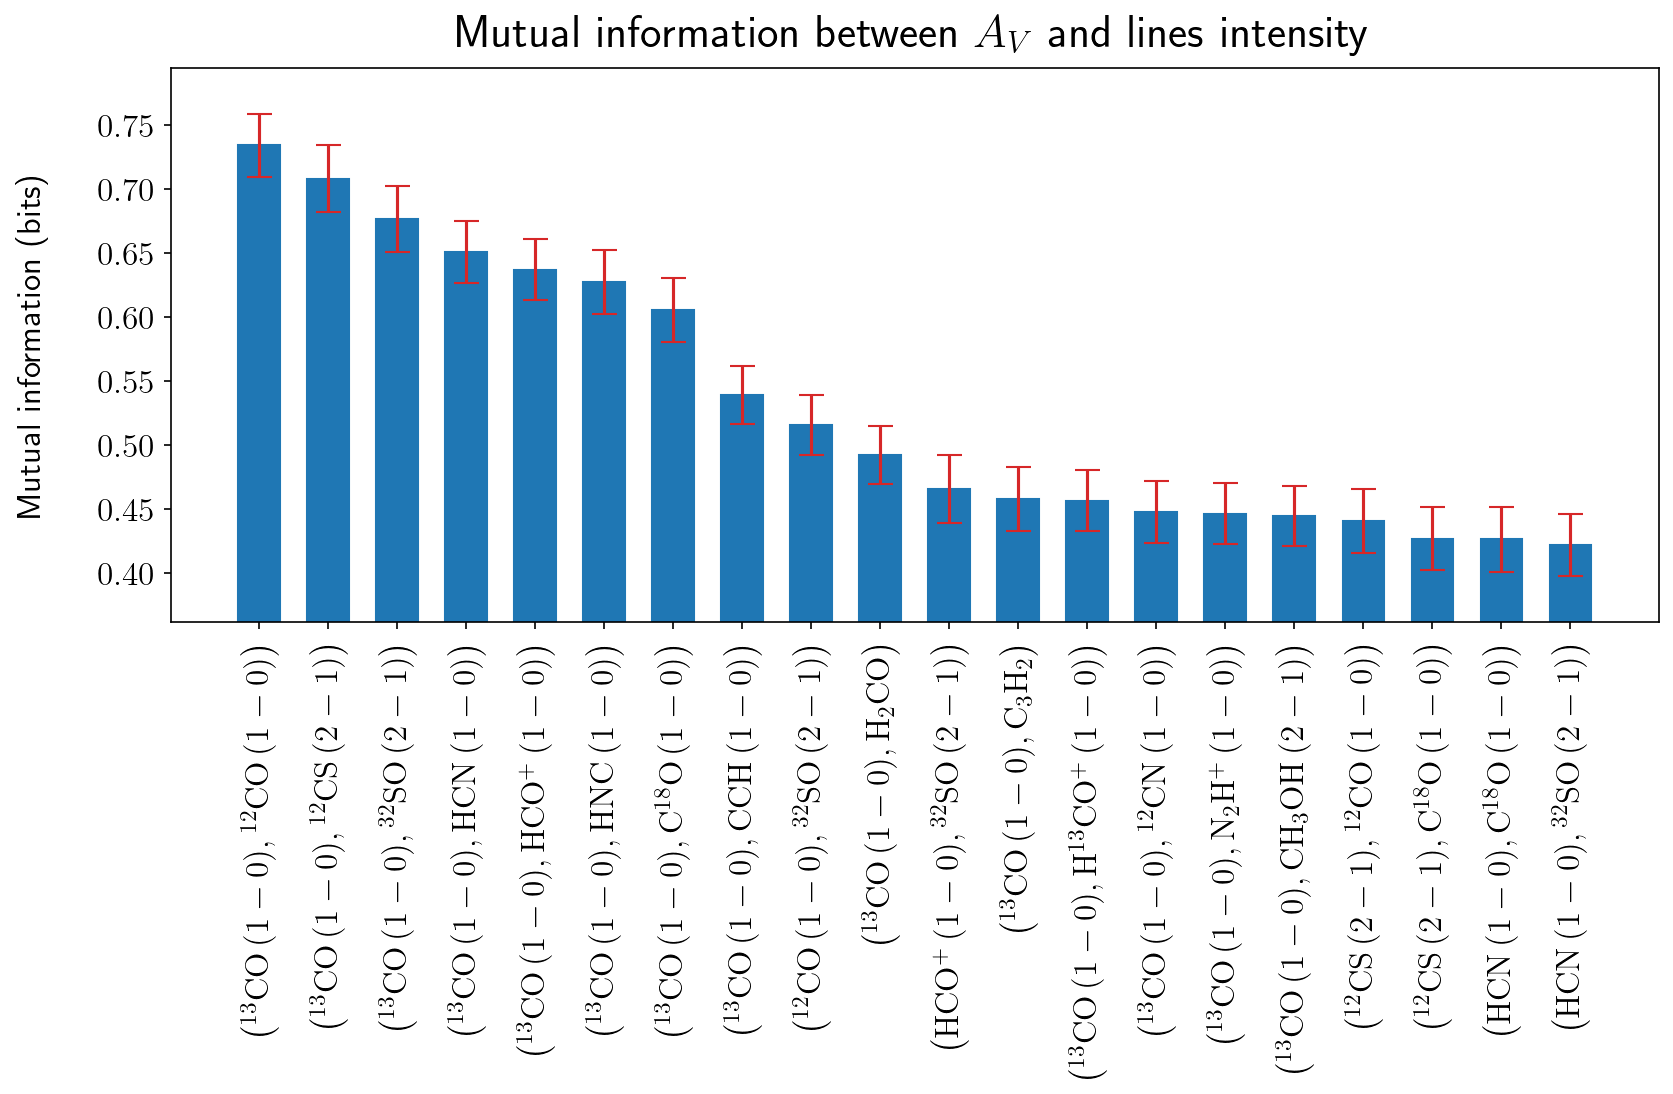 Mutual information between A_V and lines intensity
Mutual information (bits)
0.75
0.70
0.65
0.60
0.55
0.50
0.45
0.40
(¹³CO (1 − 0), ¹²CO (1 − 0))
(¹³CO (1 − 0), ¹²CS (2 − 1))
(¹³CO (1 − 0), ³²SO (2 − 1))
(¹³CO (1 − 0), HCN (1 − 0))
(¹³CO (1 − 0), HCO⁺ (1 − 0))
(¹³CO (1 − 0), HNC (1 − 0))
(¹³CO (1 − 0), C¹⁸O (1 − 0))
(¹³CO (1 − 0), CCH (1 − 0))
(¹²CO (1 − 0), ³²SO (2 − 1))
(¹³CO (1 − 0), H₂CO)
(HCO⁺ (1 − 0), ³²SO (2 − 1))
(¹³CO (1 − 0), C₃H₂)
(¹³CO (1 − 0), H¹³CO⁺ (1 − 0))
(¹³CO (1 − 0), ¹²CN (1 − 0))
(¹³CO (1 − 0), N₂H⁺ (1 − 0))
(¹³CO (1 − 0), CH₃OH (2 − 1))
(¹²CS (2 − 1), ¹²CO (1 − 0))
(¹²CS (2 − 1), C¹⁸O (1 − 0))
(HCN (1 − 0), C¹⁸O (1 − 0))
(HCN (1 − 0), ³²SO (2 − 1))